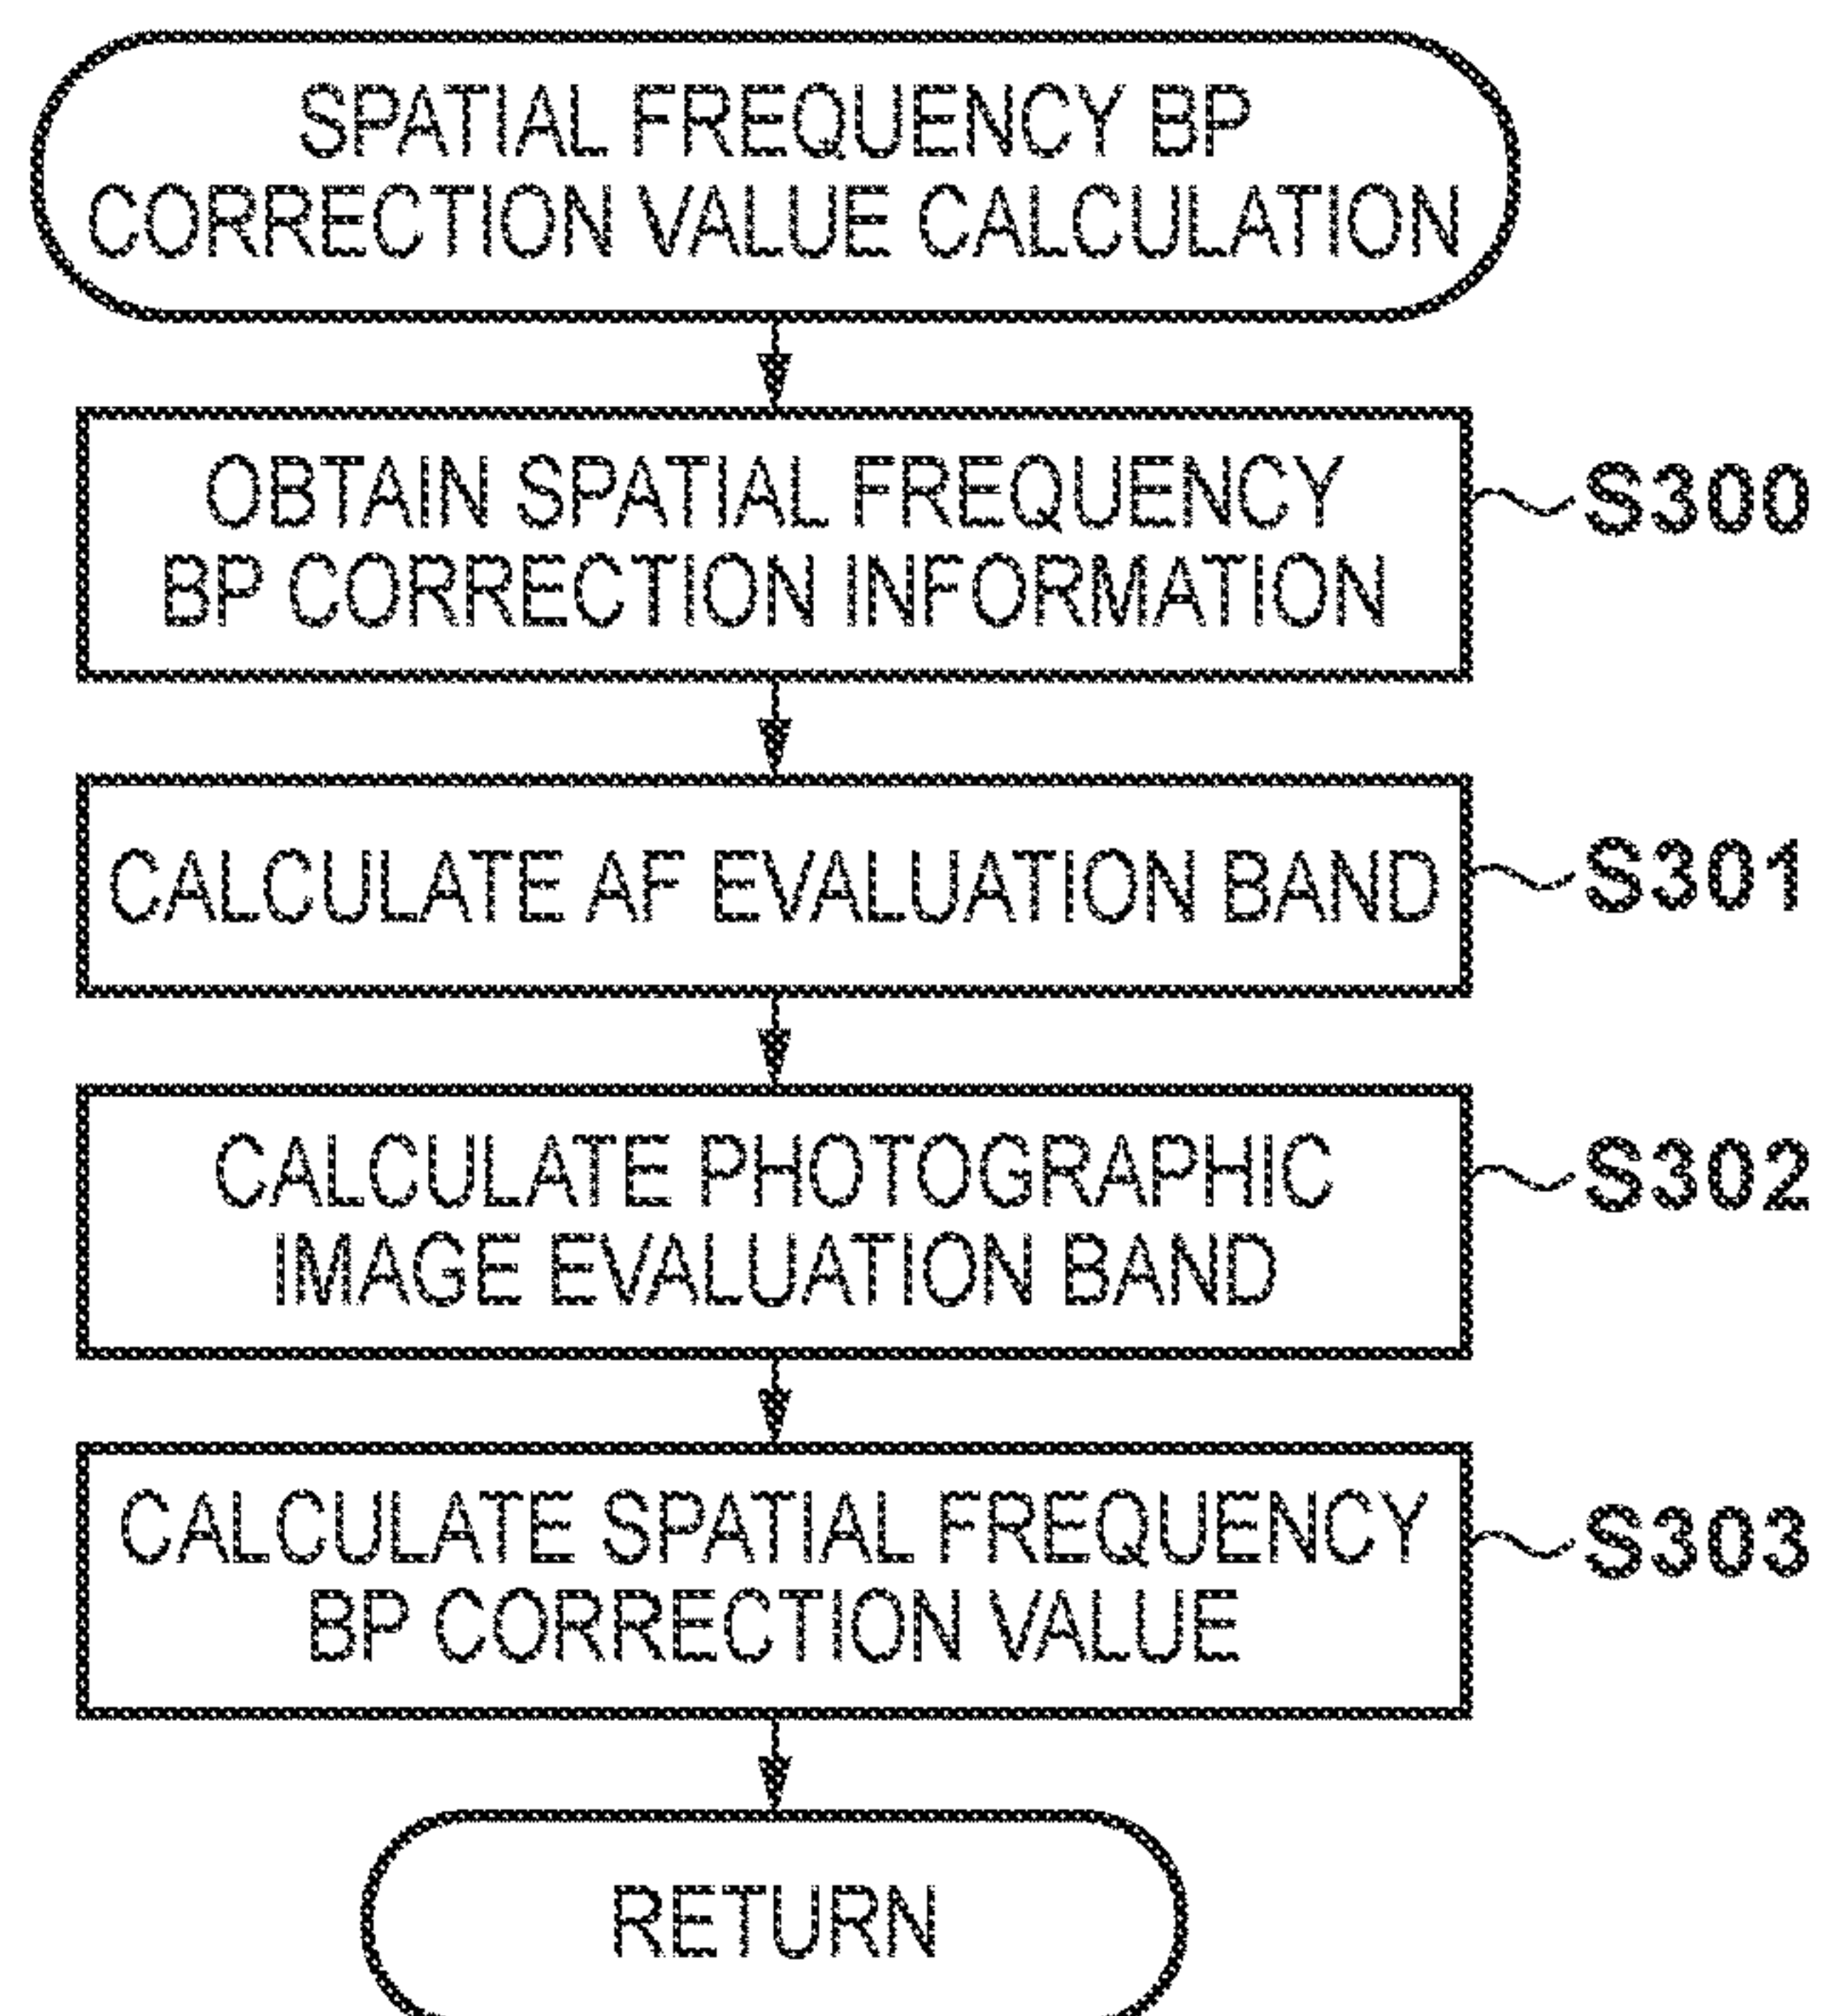 SPATIAL FREQUENCY BP
CORRECTION VALUE CALCULATION
OBTAIN SPATIAL FREQUENCY
BP CORRECTION INFORMATION
S300
CALCULATE AF EVALUATION BAND
S301
CALCULATE PHOTOGRAPHIC
IMAGE EVALUATION BAND
S302
CALCULATE SPATIAL FREQUENCY
BP CORRECTION VALUE
S303
RETURN